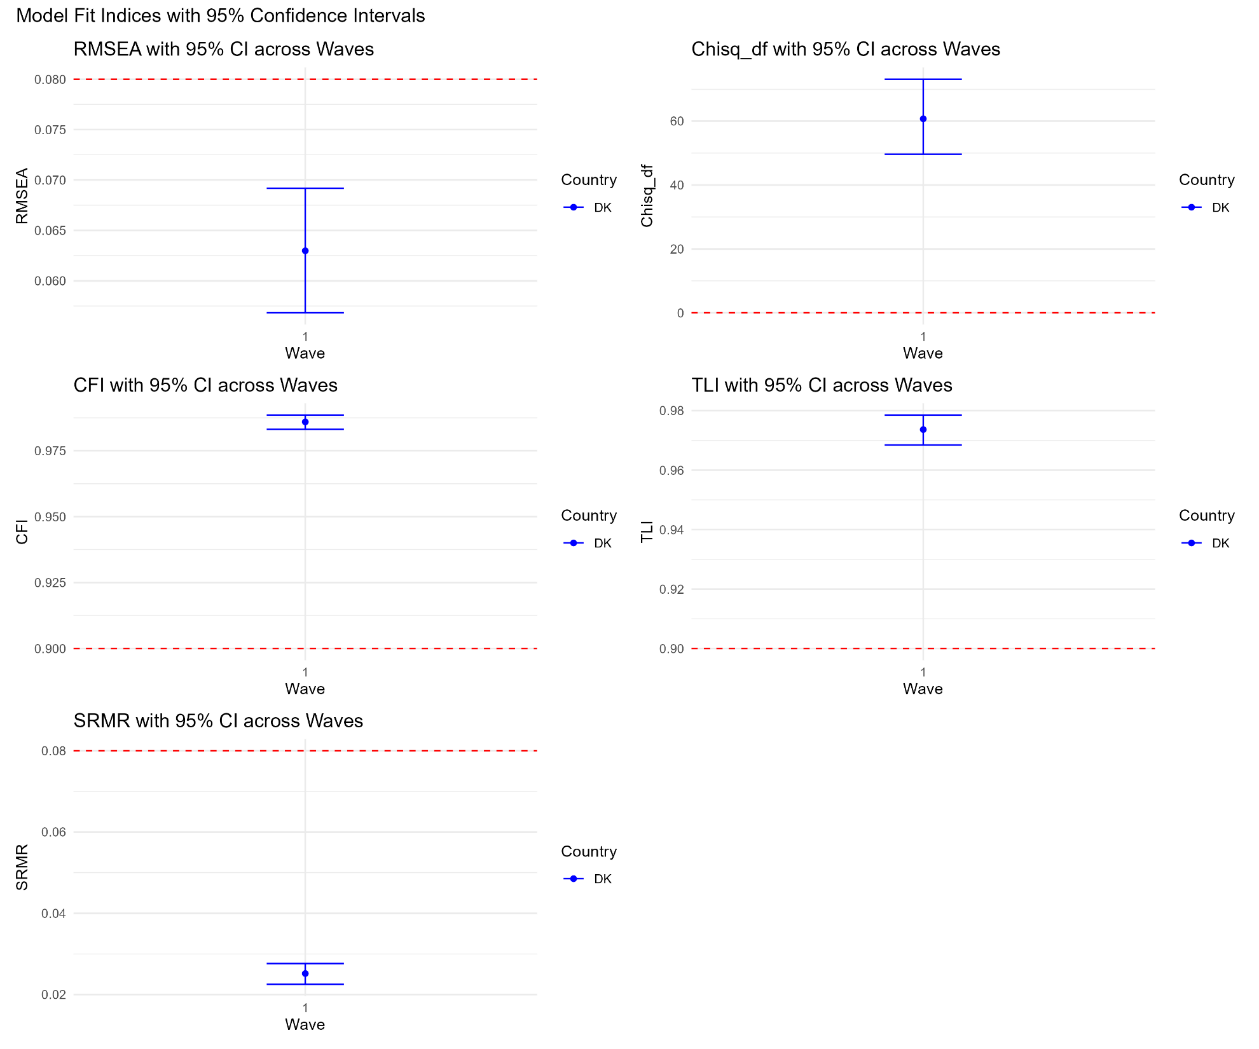 Model Fit Indices with 95% Confidence Intervals
RMSEA with 95% CI across Waves
0.080
0.075
0.070
0.065
0.060
RMSEA
1
Wave
Country
DK
Chisq_df with 95% CI across Waves
60
40
20
0
Chisq_df
1
Wave
Country
DK
CFI with 95% CI across Waves
0.975
0.950
0.925
0.900
CFI
1
Wave
Country
DK
TLI with 95% CI across Waves
0.98
0.96
0.94
0.92
0.90
TLI
1
Wave
Country
DK
SRMR with 95% CI across Waves
0.08
0.06
0.04
0.02
SRMR
1
Wave
Country
DK